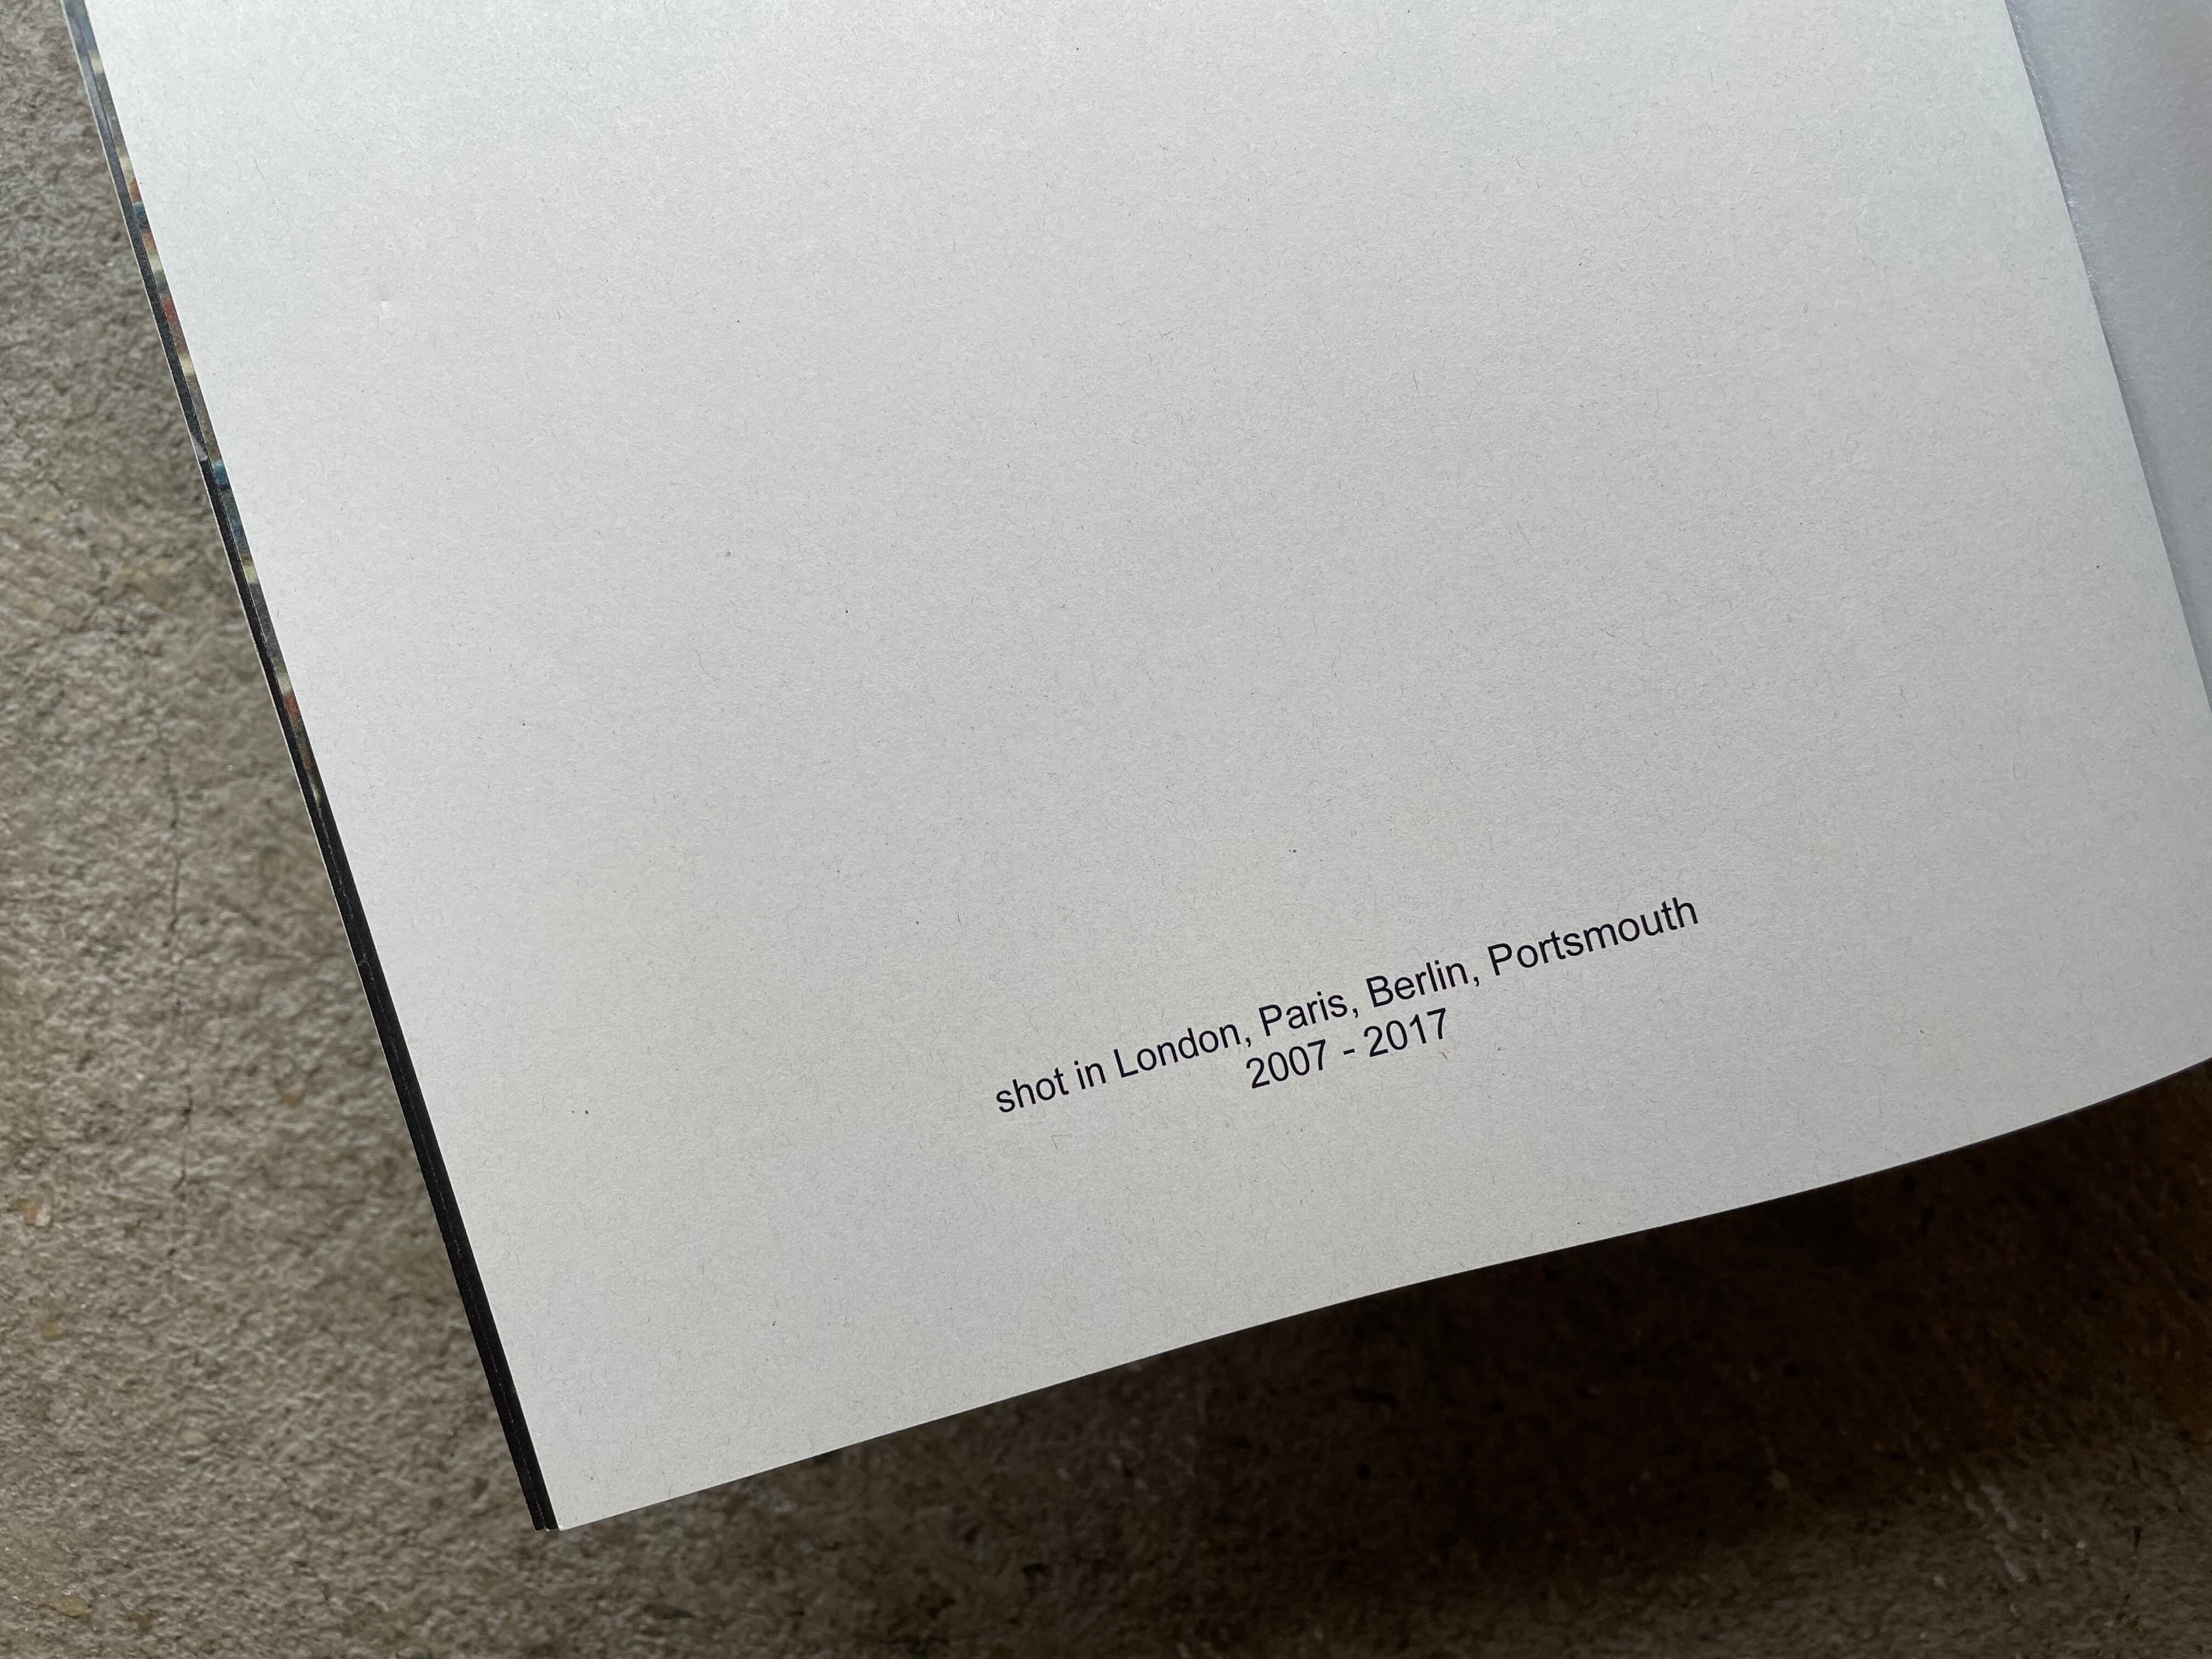 shot in London, Paris, Berlin, Portsmouth
2007 - 2017